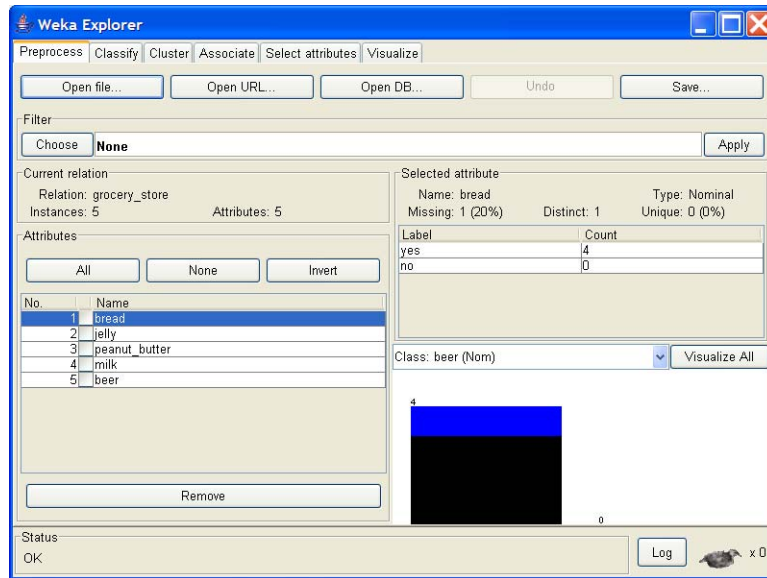 Weka Explorer
Preprocess Classify Cluster Associate Select attributes Visualize
Open file... Open URL... Open DB... Undo Save...
Filter
Choose None Apply
Current relation
Relation: grocery_store
Instances: 5 Attributes: 5
Selected attribute
Name: bread Type: Nominal
Missing: 1 (20%) Distinct: 1 Unique: 0 (0%)
Label Count
yes 4
no 0
Attributes
All None Invert
No. Name
1 bread
2 jelly
3 peanut_butter
4 milk
5 beer
Remove
Class: beer (Nom) Visualize All
4
0
Status
OK
Log x 0